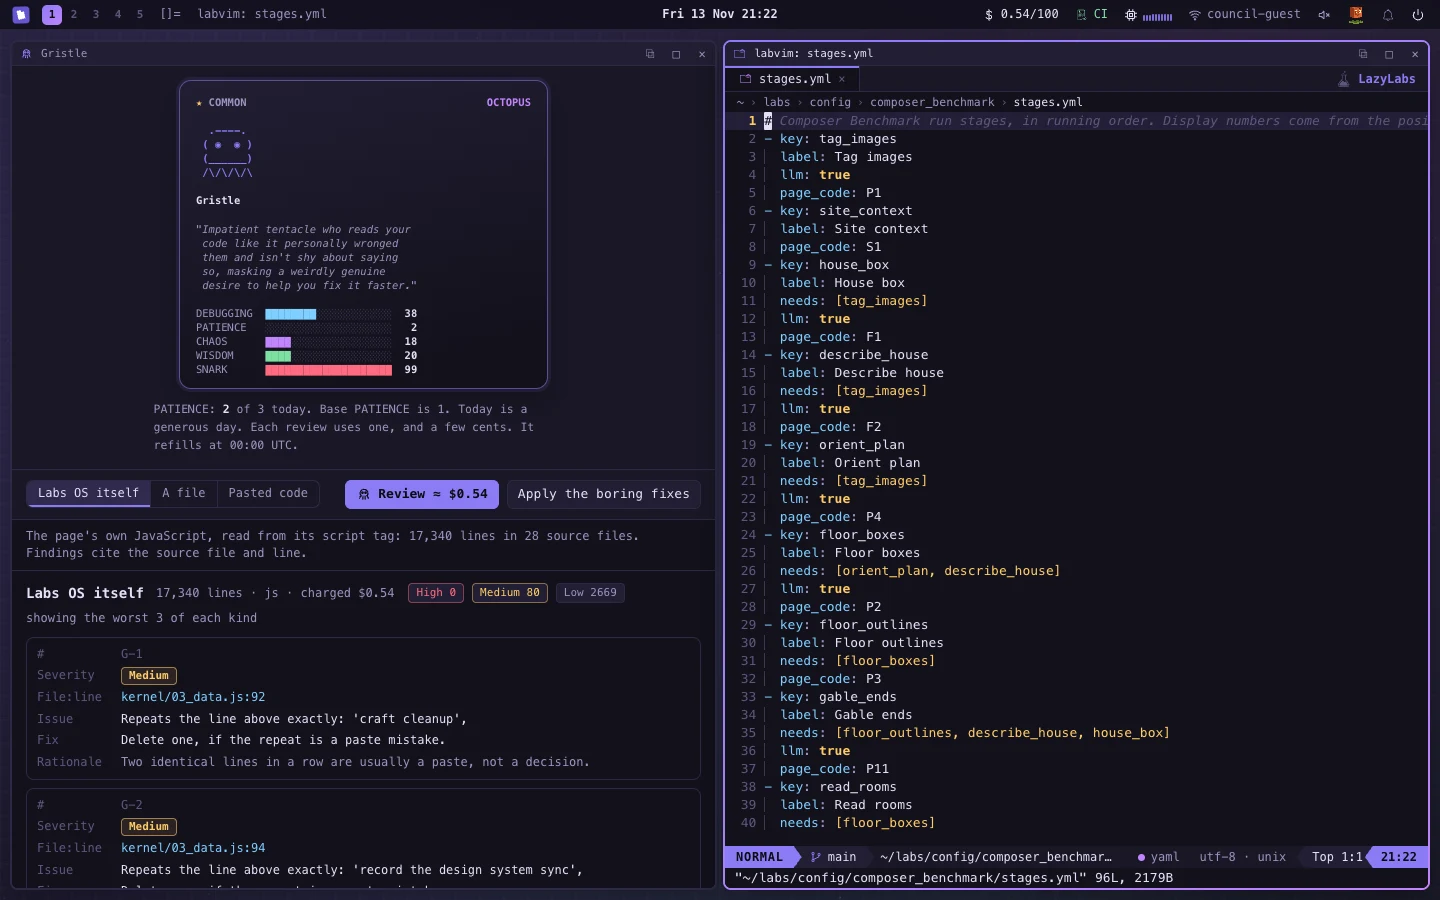 1 2 3 4 5 []= labvim: stages.yml
Fri 13 Nov 21:22
$ 0.54/100 CI council-guest
Gristle
★ COMMON OCTOPUS
.----.
( ◉  ◉ )
(______)
/\/\/\/\
Gristle
"Impatient tentacle who reads your
code like it personally wronged
them and isn't shy about saying
so, masking a weirdly genuine
desire to help you fix it faster."
DEBUGGING 38
PATIENCE 2
CHAOS 18
WISDOM 20
SNARK 99
PATIENCE: 2 of 3 today. Base PATIENCE is 1. Today is a
generous day. Each review uses one, and a few cents. It
refills at 00:00 UTC.
Labs OS itself A file Pasted code Review ≈ $0.54 Apply the boring fixes
The page's own JavaScript, read from its script tag: 17,340 lines in 28 source files.
Findings cite the source file and line.
Labs OS itself 17,340 lines · js · charged $0.54 High 0 Medium 80 Low 2669
showing the worst 3 of each kind
# G-1
Severity Medium
File:line kernel/03_data.js:92
Issue Repeats the line above exactly: 'craft cleanup',
Fix Delete one, if the repeat is a paste mistake.
Rationale Two identical lines in a row are usually a paste, not a decision.
# G-2
Severity Medium
File:line kernel/03_data.js:94
Issue Repeats the line above exactly: 'record the design system sync',
labvim: stages.yml
stages.yml × LazyLabs
~ › labs › config › composer_benchmark › stages.yml
1 # Composer Benchmark run stages, in running order. Display numbers come from the posi
2 - key: tag_images
3 label: Tag images
4 llm: true
5 page_code: P1
6 - key: site_context
7 label: Site context
8 page_code: S1
9 - key: house_box
10 label: House box
11 needs: [tag_images]
12 llm: true
13 page_code: F1
14 - key: describe_house
15 label: Describe house
16 needs: [tag_images]
17 llm: true
18 page_code: F2
19 - key: orient_plan
20 label: Orient plan
21 needs: [tag_images]
22 llm: true
23 page_code: P4
24 - key: floor_boxes
25 label: Floor boxes
26 needs: [orient_plan, describe_house]
27 llm: true
28 page_code: P2
29 - key: floor_outlines
30 label: Floor outlines
31 needs: [floor_boxes]
32 page_code: P3
33 - key: gable_ends
34 label: Gable ends
35 needs: [floor_outlines, describe_house, house_box]
36 llm: true
37 page_code: P11
38 - key: read_rooms
39 label: Read rooms
40 needs: [floor_boxes]
NORMAL main ~/labs/config/composer_benchmar… yaml utf-8 · unix Top 1:1 21:22
"~/labs/config/composer_benchmark/stages.yml" 96L, 2179B